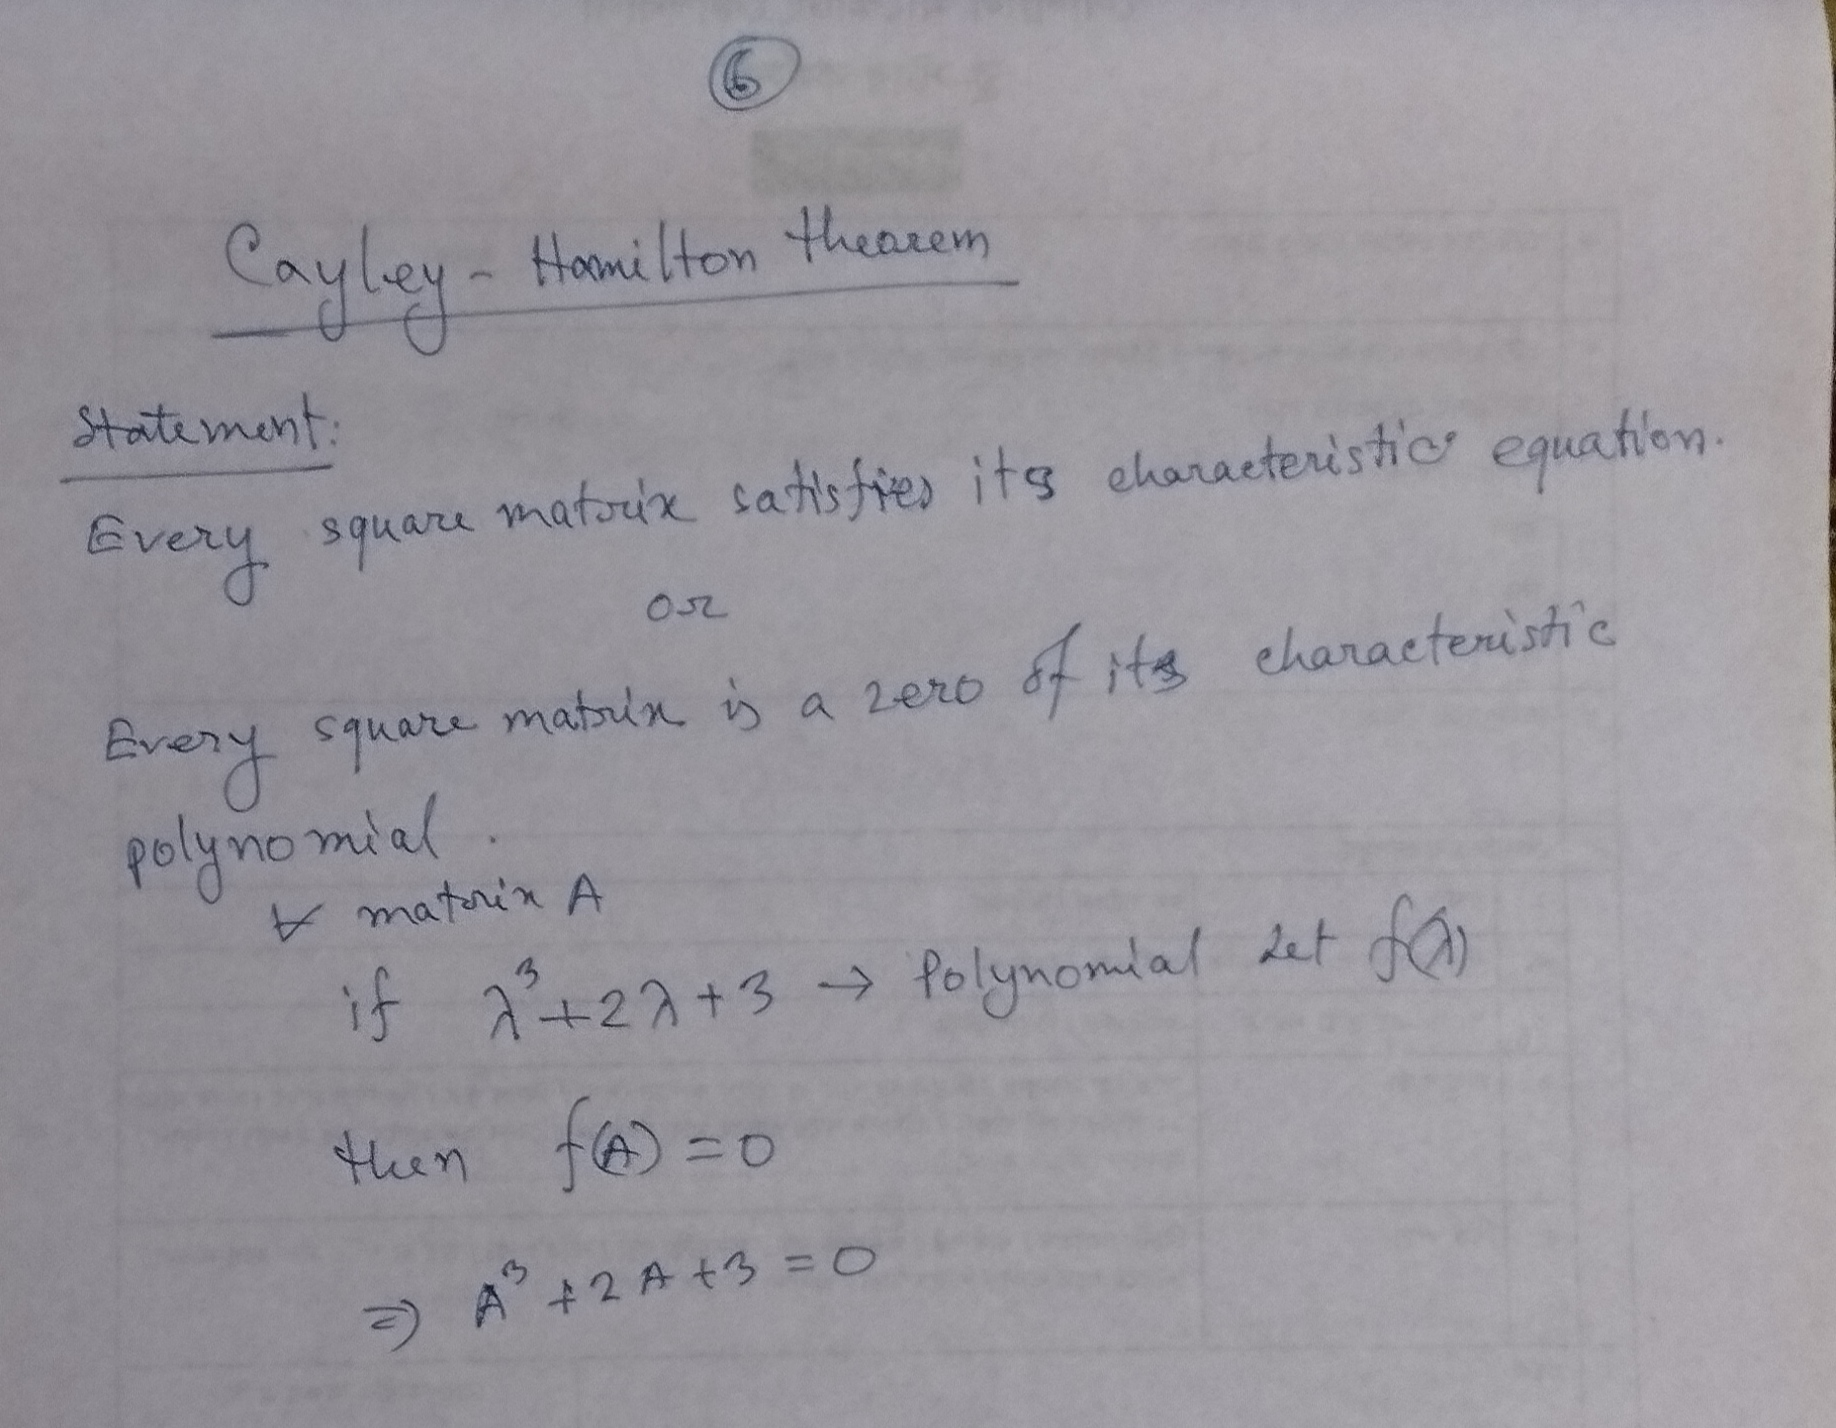 6
Cayley - Hamilton thearem
Statement:
Every square matrix satisfies its characteristic equation.
or
Every square matrix is a zero of its characteristic
polynomial.
∀ matrix A
if λ³+2λ+3 → Polynomial Let f(λ)
then f(A) = 0
⇒ A³ + 2A + 3 = 0